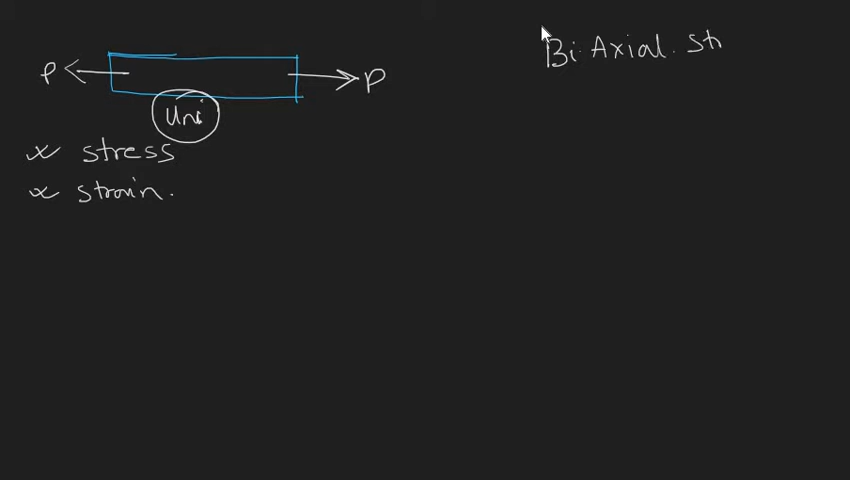 Bi. Axial. St
P P
Uni
x stress
x strain.